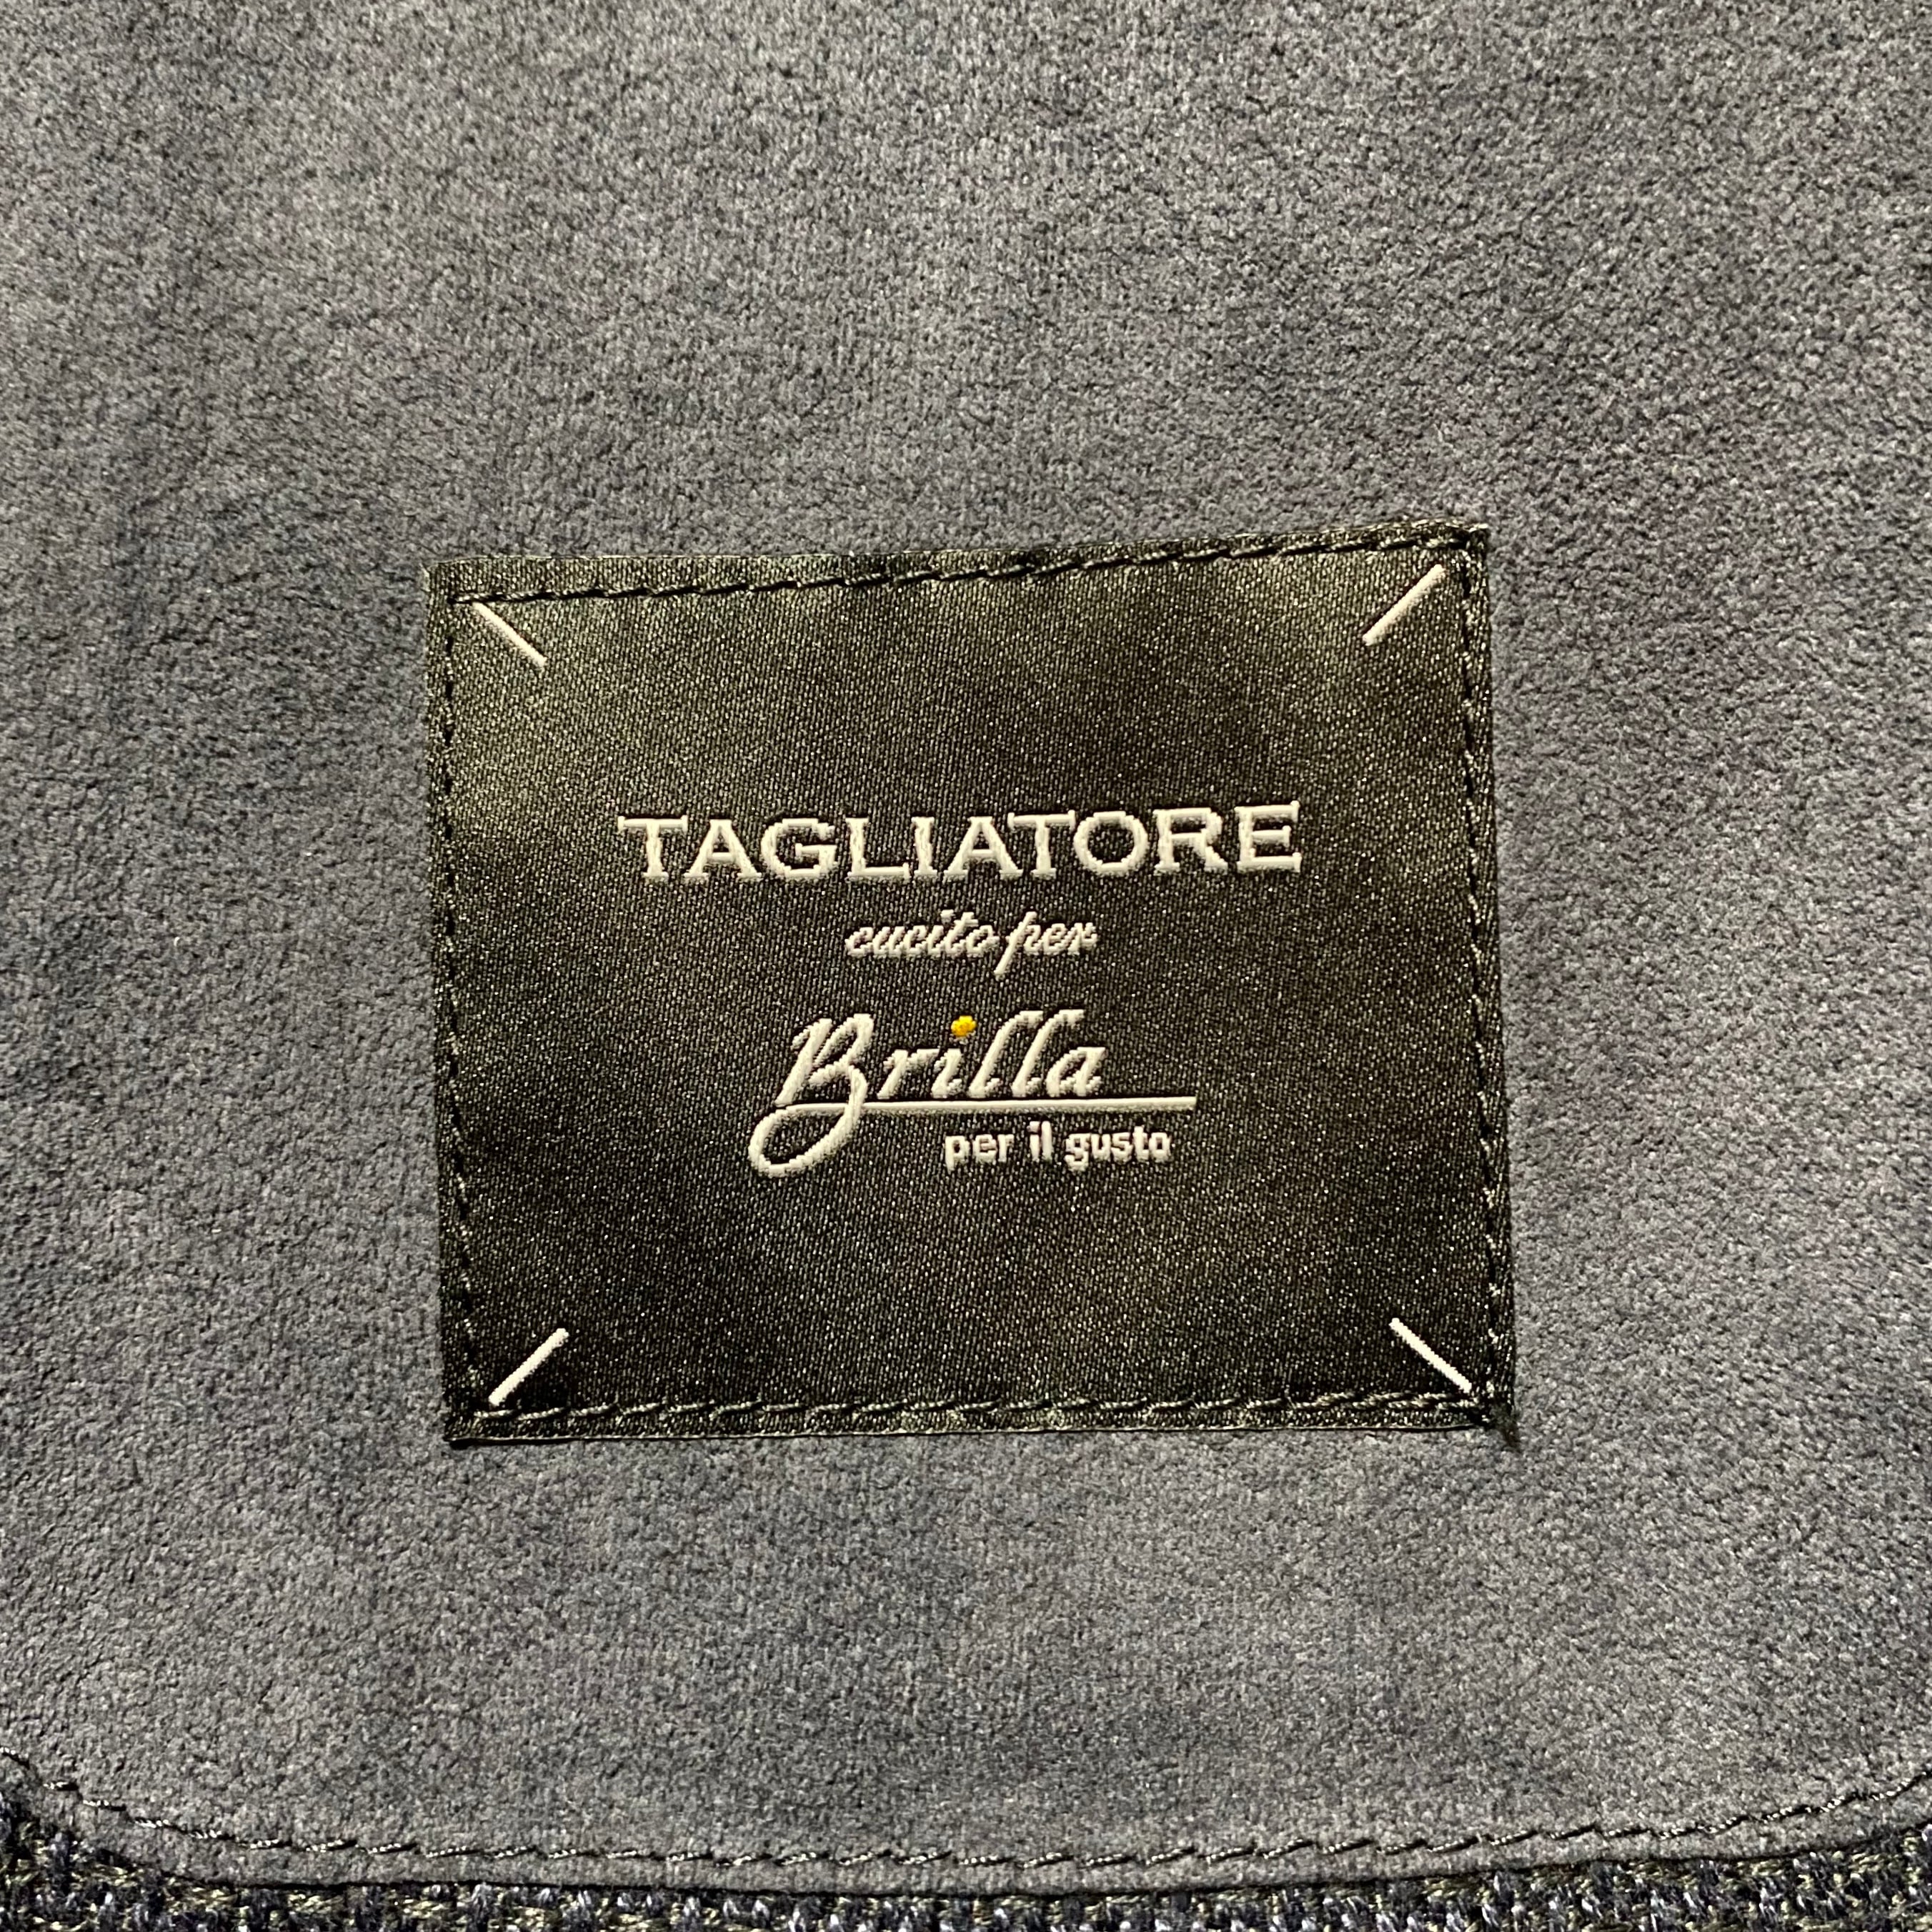 TAGLIATORE
cucito per
Brilla
per il gusto